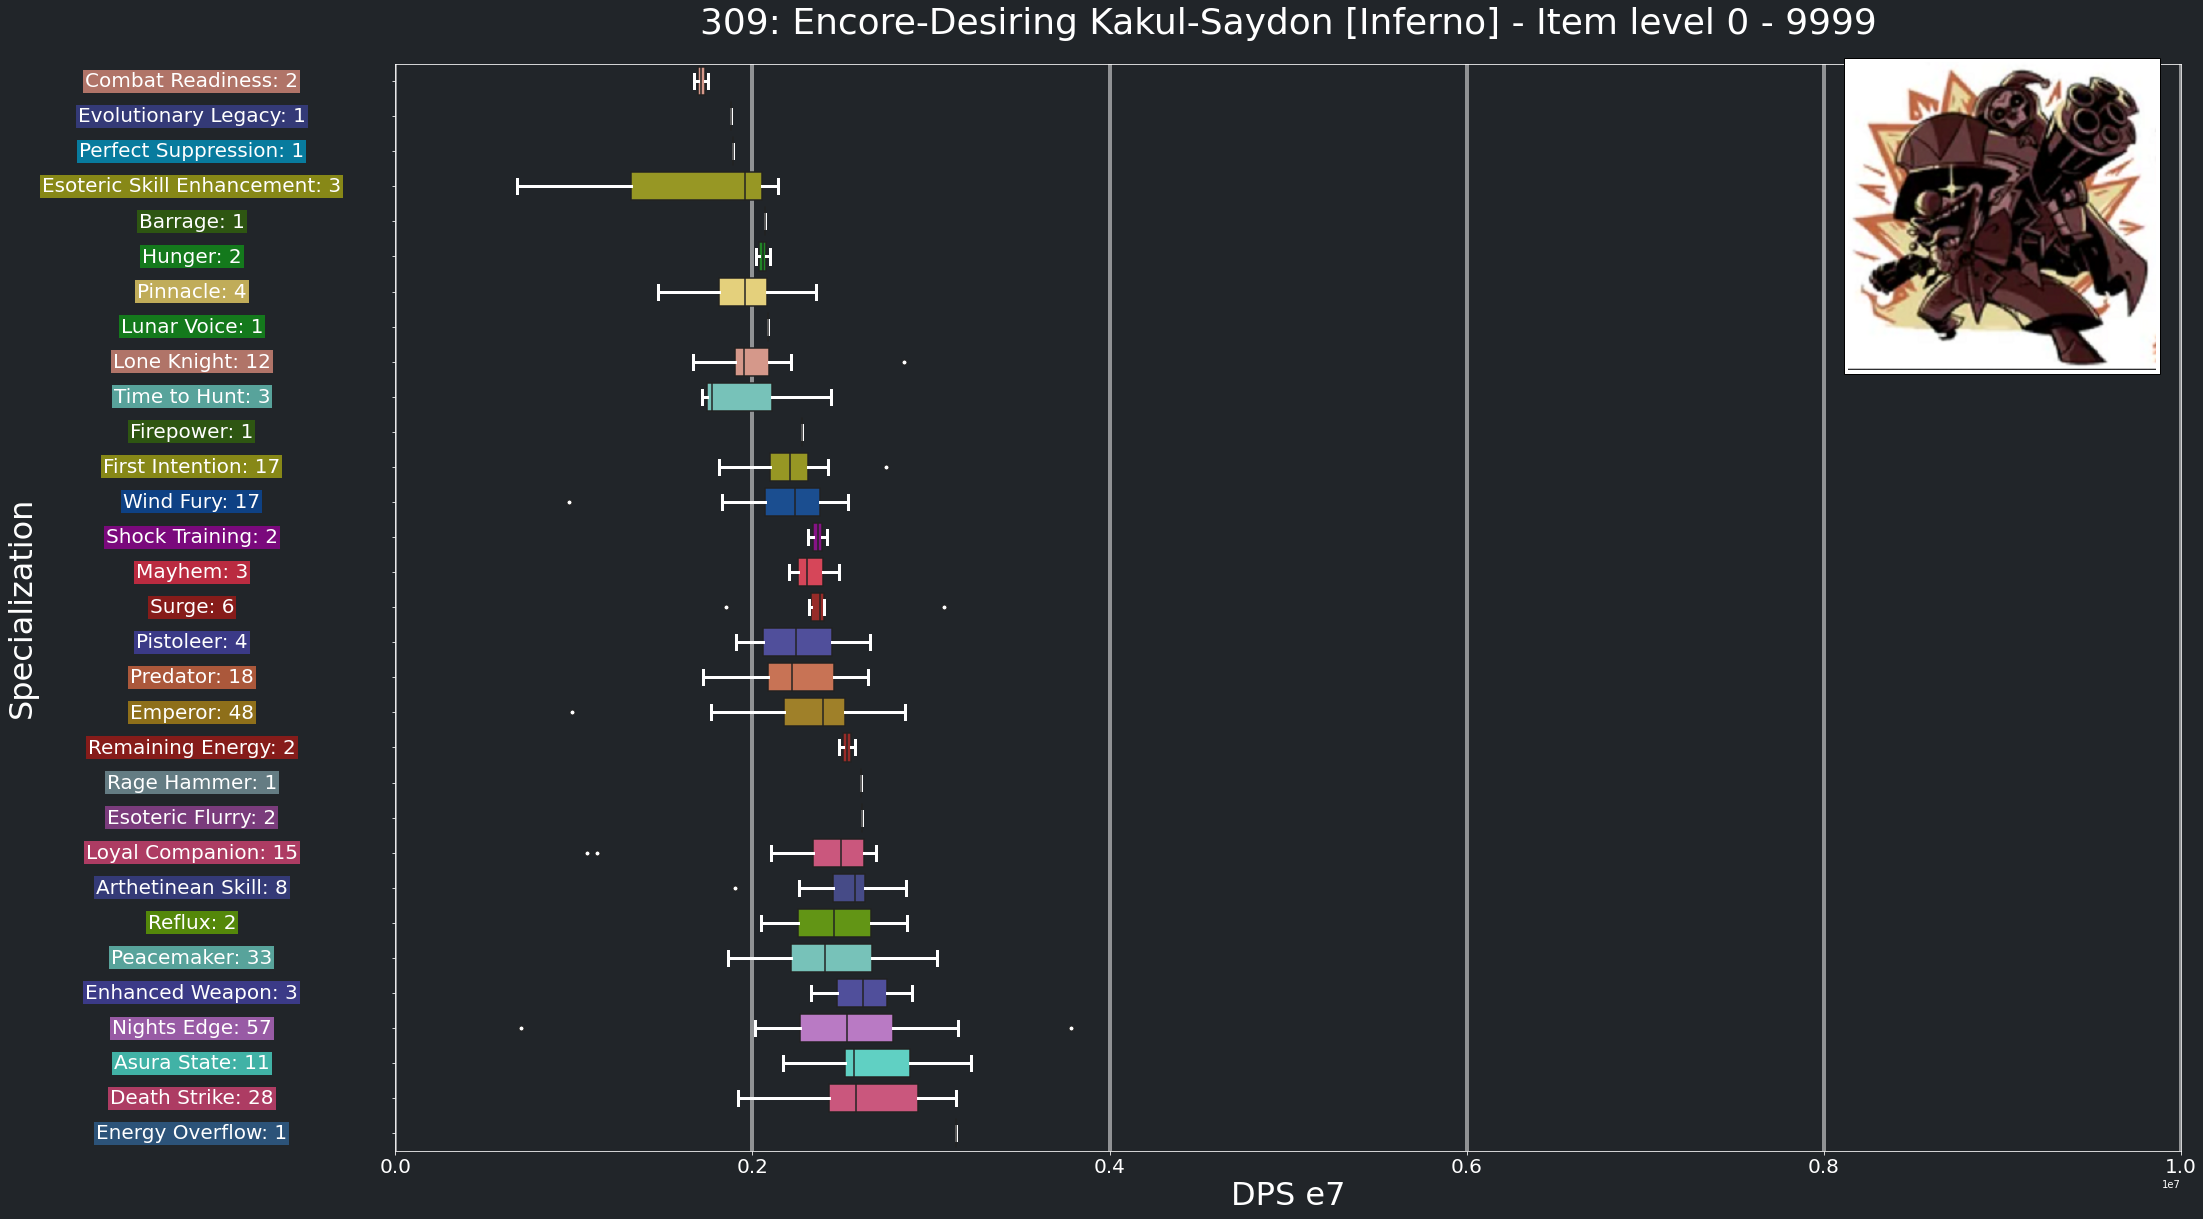 309: Encore-Desiring Kakul-Saydon [Inferno] - Item level 0 - 9999
Specialization
Combat Readiness: 2
Evolutionary Legacy: 1
Perfect Suppression: 1
Esoteric Skill Enhancement: 3
Barrage: 1
Hunger: 2
Pinnacle: 4
Lunar Voice: 1
Lone Knight: 12
Time to Hunt: 3
Firepower: 1
First Intention: 17
Wind Fury: 17
Shock Training: 2
Mayhem: 3
Surge: 6
Pistoleer: 4
Predator: 18
Emperor: 48
Remaining Energy: 2
Rage Hammer: 1
Esoteric Flurry: 2
Loyal Companion: 15
Arthetinean Skill: 8
Reflux: 2
Peacemaker: 33
Enhanced Weapon: 3
Nights Edge: 57
Asura State: 11
Death Strike: 28
Energy Overflow: 1
0.0 0.2 0.4 0.6 0.8 1.0
1e7
DPS e7